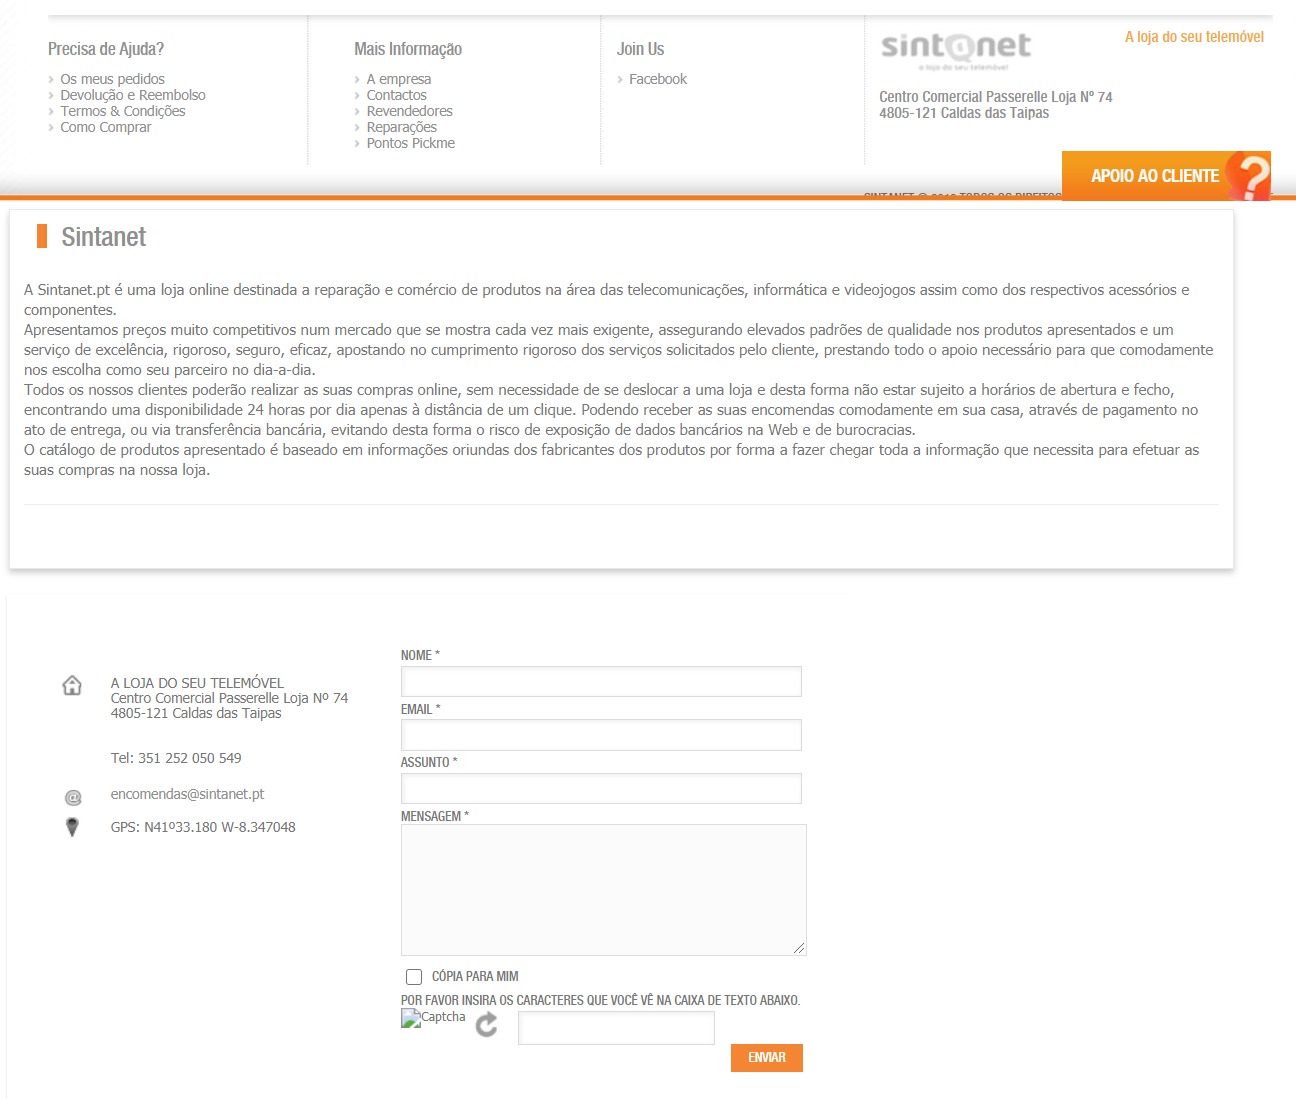 Precisa de Ajuda?
Os meus pedidos
Devolução e Reembolso
Termos & Condições
Como Comprar
Mais Informação
A empresa
Contactos
Revendedores
Reparações
Pontos Pickme
Join Us
Facebook
sint@net
a loja do seu telemóvel
A loja do seu telemóvel
Centro Comercial Passerelle Loja Nº 74
4805-121 Caldas das Taipas
APOIO AO CLIENTE
Sintanet
A Sintanet.pt é uma loja online destinada a reparação e comércio de produtos na área das telecomunicações, informática e videojogos assim como dos respectivos acessórios e
componentes.
Apresentamos preços muito competitivos num mercado que se mostra cada vez mais exigente, assegurando elevados padrões de qualidade nos produtos apresentados e um
serviço de excelência, rigoroso, seguro, eficaz, apostando no cumprimento rigoroso dos serviços solicitados pelo cliente, prestando todo o apoio necessário para que comodamente
nos escolha como seu parceiro no dia-a-dia.
Todos os nossos clientes poderão realizar as suas compras online, sem necessidade de se deslocar a uma loja e desta forma não estar sujeito a horários de abertura e fecho,
encontrando uma disponibilidade 24 horas por dia apenas à distância de um clique. Podendo receber as suas encomendas comodamente em sua casa, através de pagamento no
ato de entrega, ou via transferência bancária, evitando desta forma o risco de exposição de dados bancários na Web e de burocracias.
O catálogo de produtos apresentado é baseado em informações oriundas dos fabricantes dos produtos por forma a fazer chegar toda a informação que necessita para efetuar as
suas compras na nossa loja.
A LOJA DO SEU TELEMÓVEL
Centro Comercial Passerelle Loja Nº 74
4805-121 Caldas das Taipas
Tel: 351 252 050 549
encomendas@sintanet.pt
GPS: N41º33.180 W-8.347048
NOME *
EMAIL *
ASSUNTO *
MENSAGEM *
CÓPIA PARA MIM
POR FAVOR INSIRA OS CARACTERES QUE VOCÊ VÊ NA CAIXA DE TEXTO ABAIXO.
Captcha
ENVIAR